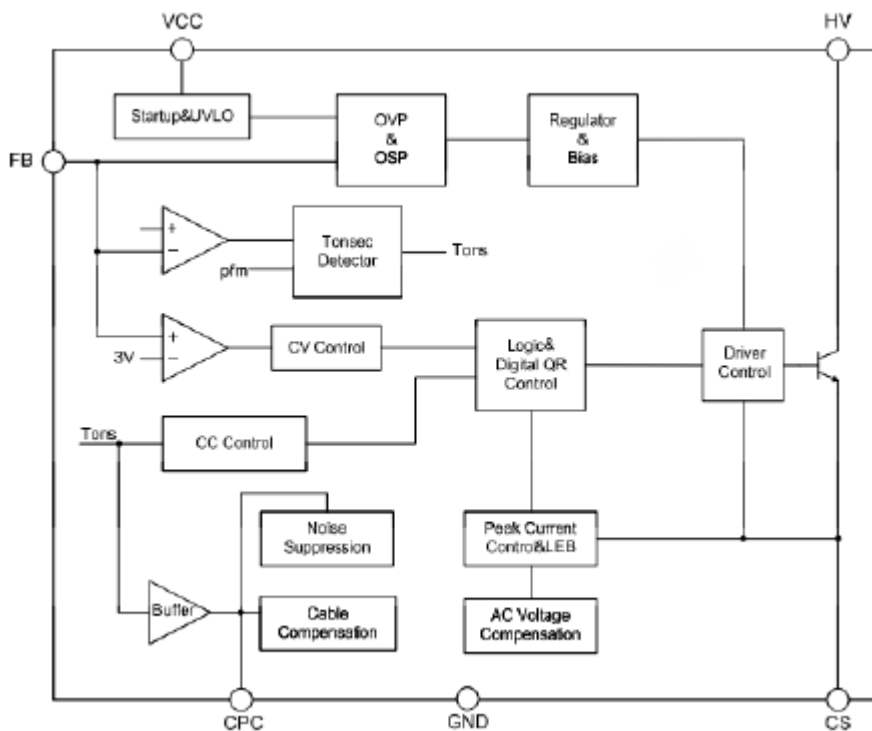 VCC
HV
Startup&UVLO
OVP
&
OSP
Regulator
&
Bias
FB
+
−
Tonsec
Detector
Tons
pfm
+
3V
−
CV Control
Logic&
Digital QR
Control
Driver
Control
Tons
CC Control
Noise
Suppression
Peak Current
Control&LEB
Buffer
Cable
Compensation
AC Voltage
Compensation
CPC
GND
CS